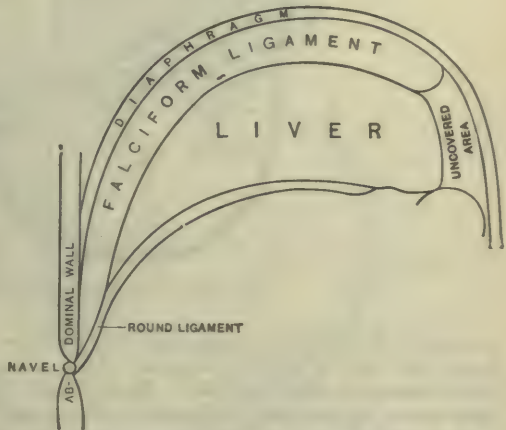 DIAPHRAGM
FALCIFORM LIGAMENT
LIVER
UNCOVERED
AREA
DOMINAL WALL
ROUND LIGAMENT
NAVEL
AB-